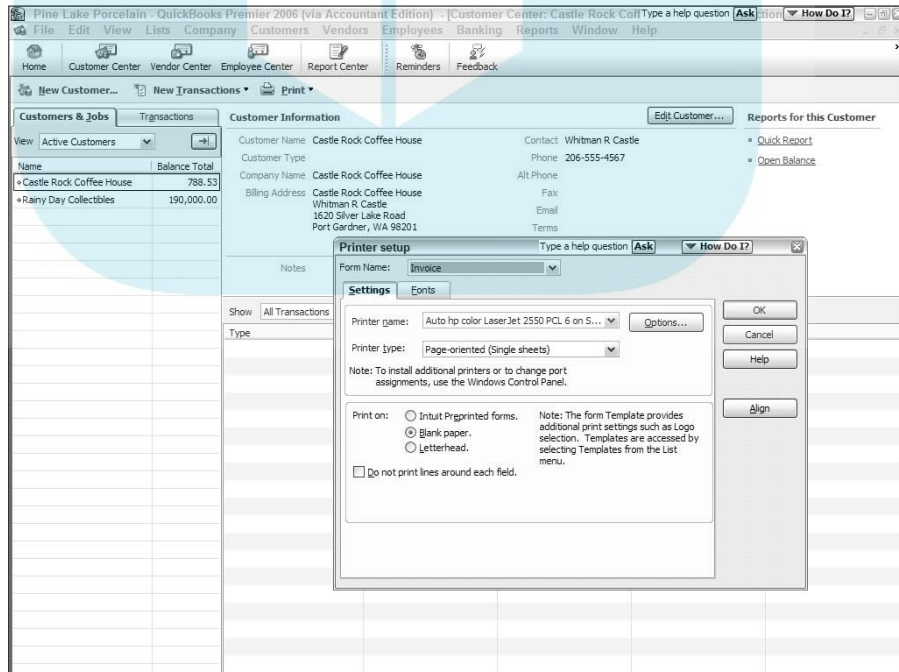 Pine Lake Porcelain - QuickBooks Premier 2006 (via Accountant Edition) - [Customer Center: Castle Rock Coff
Type a help question Ask
How Do I?
File Edit View Lists Company Customers Vendors Employees Banking Reports Window Help
Home Customer Center Vendor Center Employee Center Report Center Reminders Feedback
New Customer... New Transactions Print
Customers & Jobs Transactions
View Active Customers
Name Balance Total
Castle Rock Coffee House 788.53
Rainy Day Collectibles 190,000.00
Customer Information
Edit Customer...
Customer Name Castle Rock Coffee House
Customer Type
Company Name Castle Rock Coffee House
Billing Address Castle Rock Coffee House
Whitman R Castle
1620 Silver Lake Road
Port Gardner, WA 98201
Contact Whitman R Castle
Phone 206-555-4567
Alt Phone
Fax
Email
Terms
Notes
Reports for this Customer
Quick Report
Open Balance
Show All Transactions
Type
Printer setup
Type a help question Ask
How Do I?
Form Name: Invoice
Settings Fonts
Printer name: Auto hp color LaserJet 2550 PCL 6 on S...
Options...
Printer type: Page-oriented (Single sheets)
Note: To install additional printers or to change port
assignments, use the Windows Control Panel.
Print on: Intuit Preprinted forms.
Blank paper.
Letterhead.
Note: The form Template provides
additional print settings such as Logo
selection. Templates are accessed by
selecting Templates from the List
menu.
Do not print lines around each field.
OK
Cancel
Help
Align